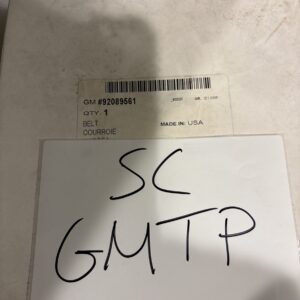 GM #92089561
QTY. 1
BELT MADE IN: USA
COURROIE
SC
GMTP